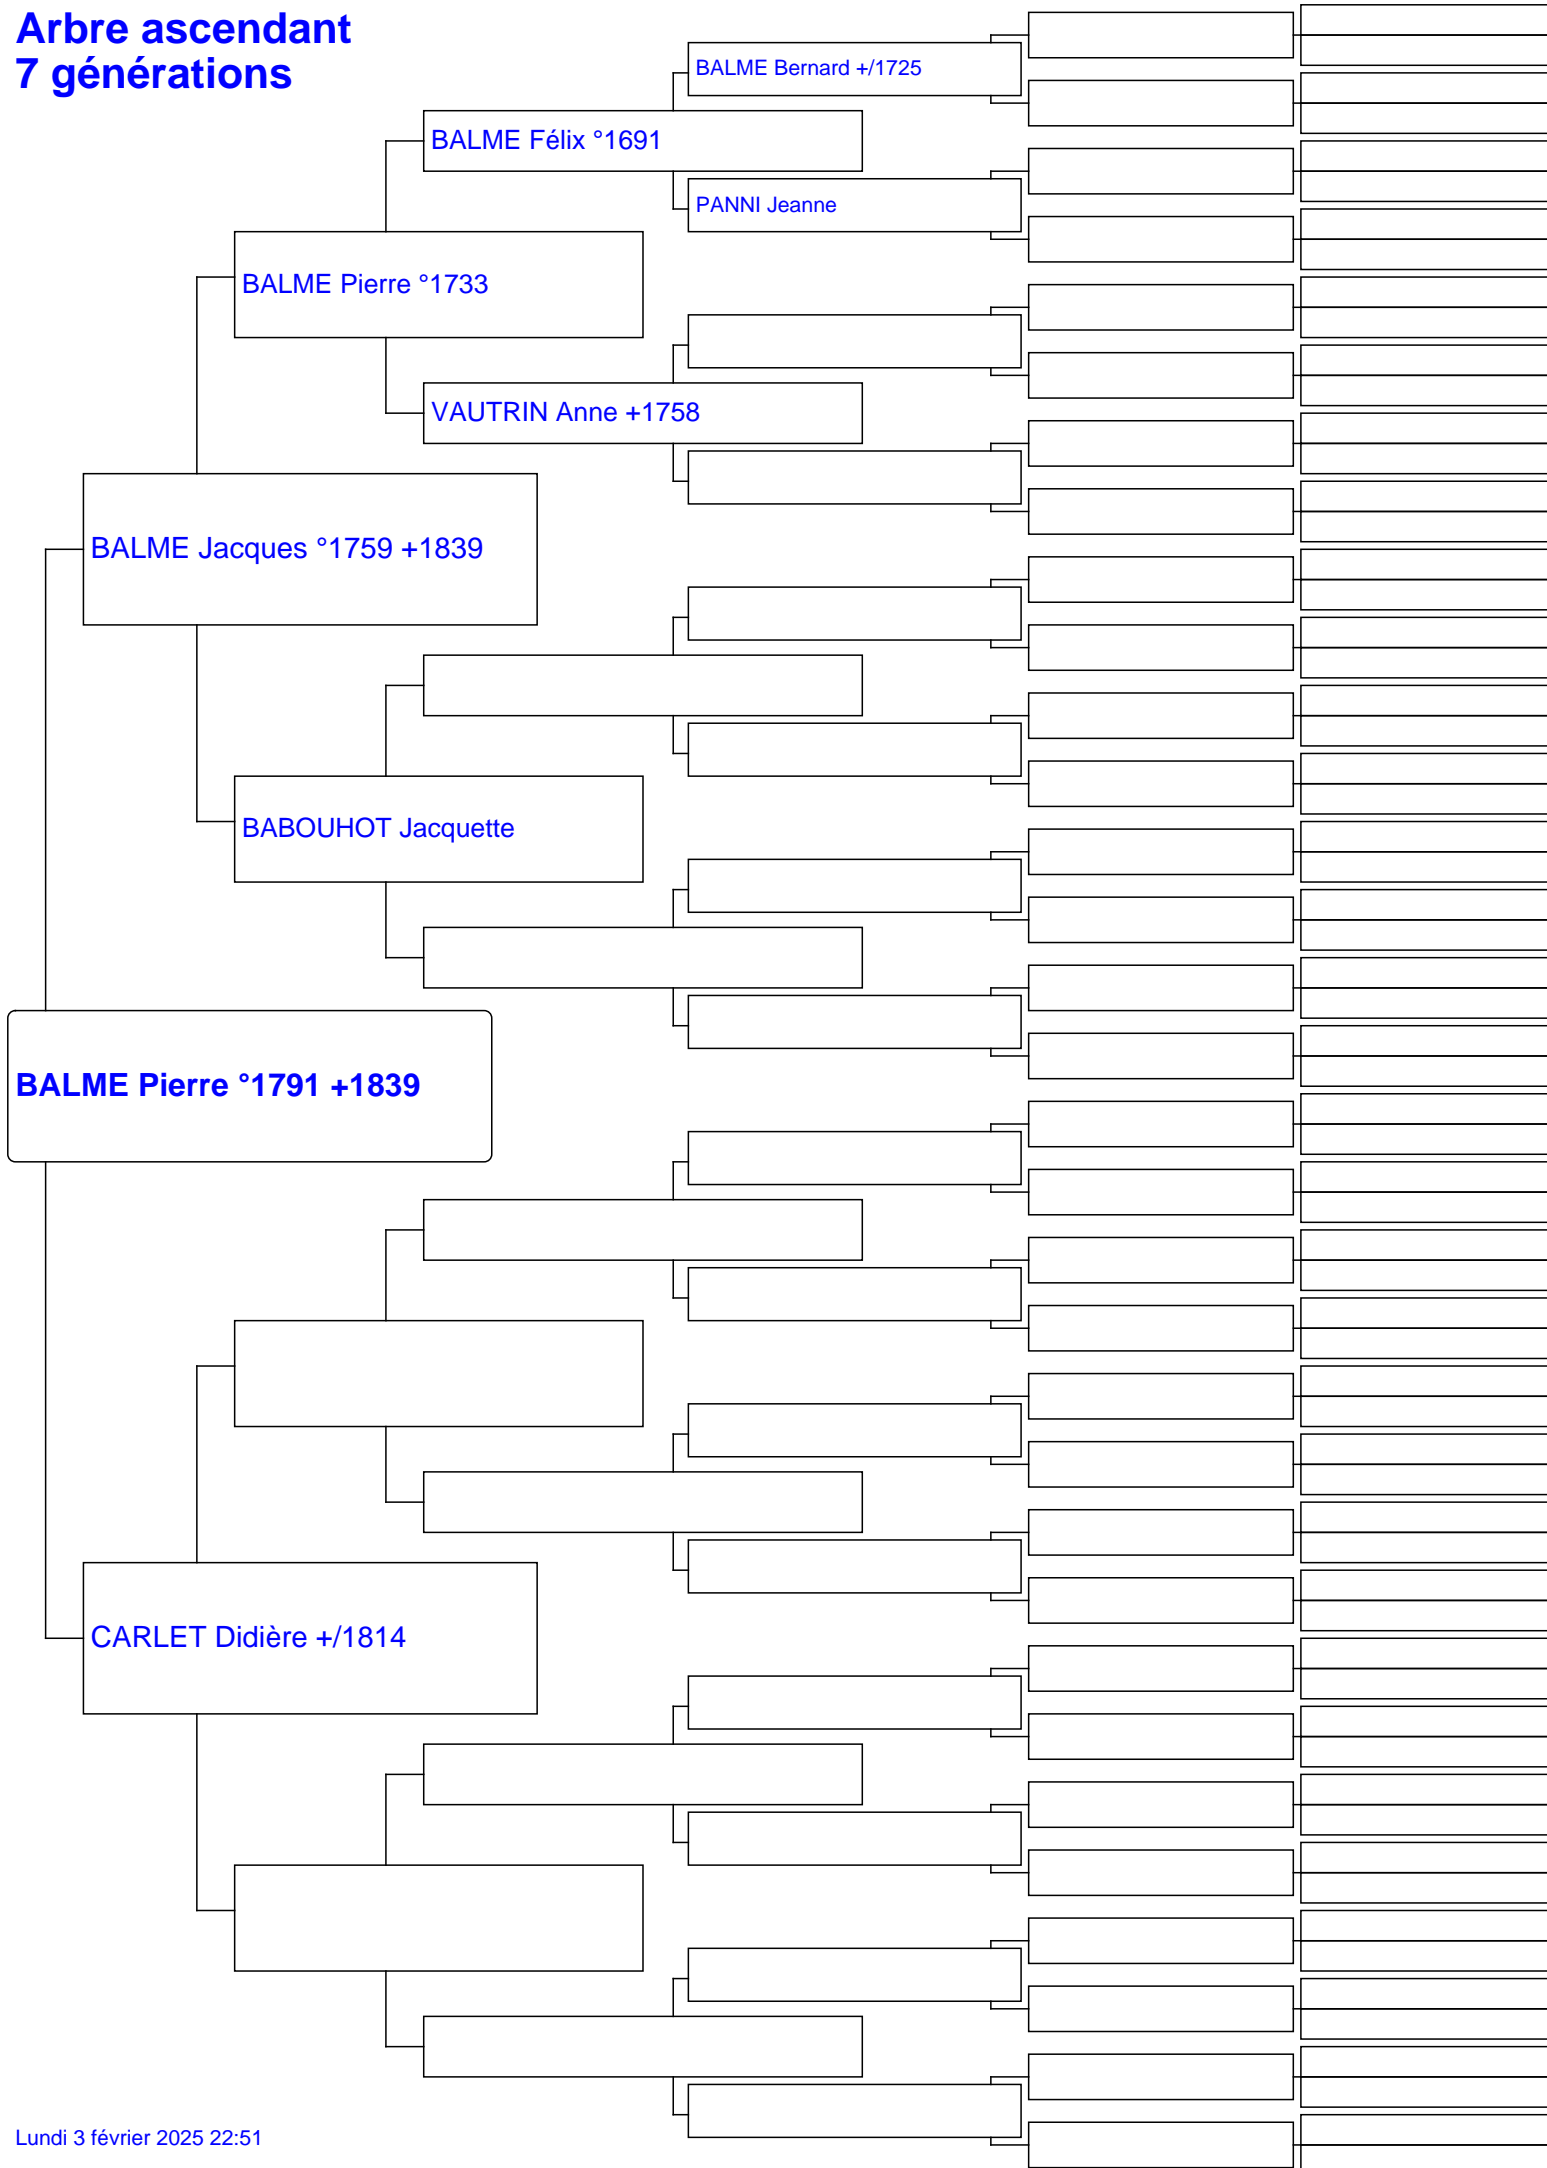 Arbre ascendant
7 générations
BALME Bernard +/1725
BALME Félix °1691
PANNI Jeanne
BALME Pierre °1733
VAUTRIN Anne +1758
BALME Jacques °1759 +1839
BABOUHOT Jacquette
BALME Pierre °1791 +1839
CARLET Didière +/1814
Lundi 3 février 2025 22:51